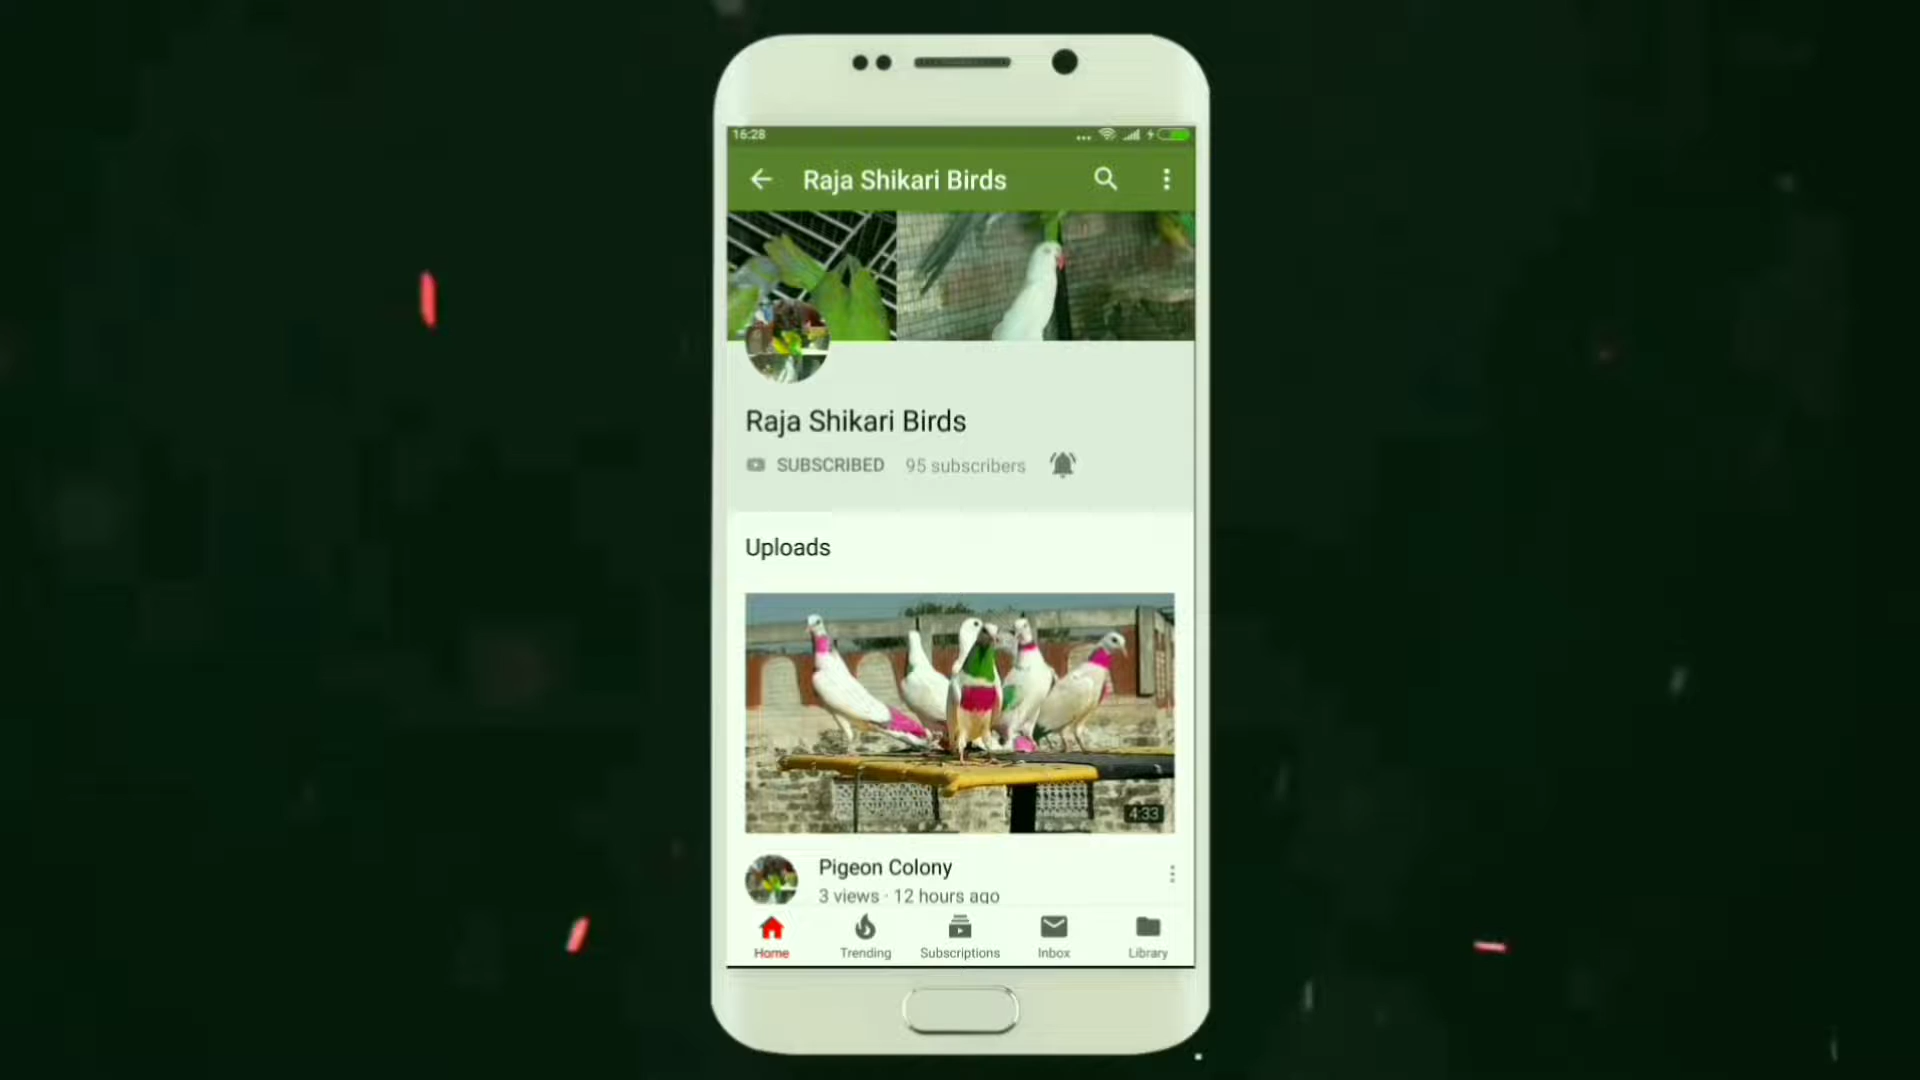 16:28
Raja Shikari Birds
Raja Shikari Birds
SUBSCRIBED 95 subscribers
Uploads
4:33
Pigeon Colony
3 views · 12 hours ago
Home Trending Subscriptions Inbox Library